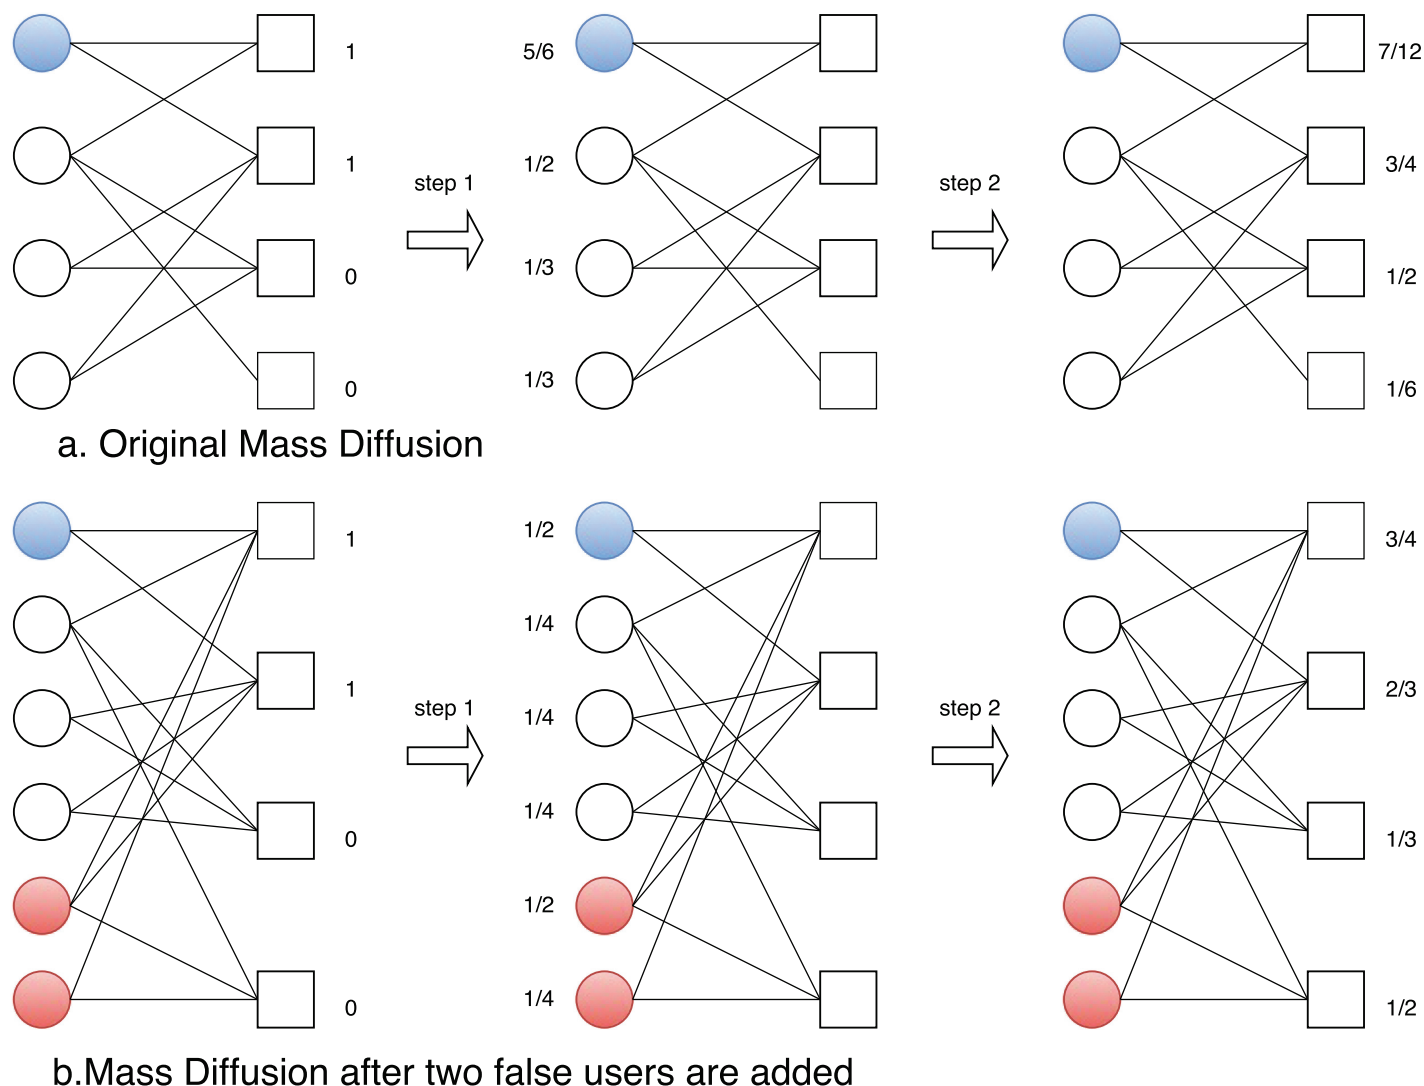 1 5/6 7/12
1 1/2 3/4
step 1 step 2
0 1/3 1/2
0 1/3 1/6
a. Original Mass Diffusion
1 1/2 3/4
1/4
1 1/4 2/3
step 1 step 2
0 1/4 1/3
1/2
0 1/4 1/2
b.Mass Diffusion after two false users are added